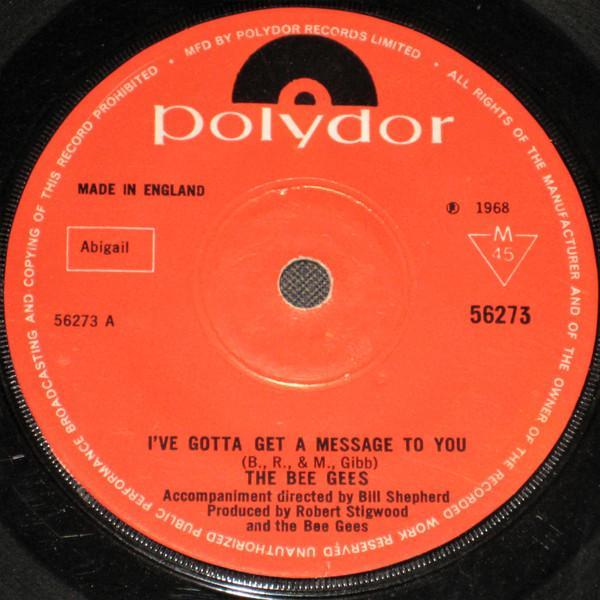 MFD BY POLYDOR RECORDS LIMITED • ALL RIGHTS OF THE MANUFACTURER AND OF THE OWNER OF THE RECORDED WORK RESERVED UNAUTHORIZED PUBLIC PERFORMANCE BROADCASTING AND COPYING OF THIS RECORD PROHIBITED •
polydor
MADE IN ENGLAND
℗ 1968
Abigail
M
45
56273 A
56273
I'VE GOTTA GET A MESSAGE TO YOU
(B., R., & M., Gibb)
THE BEE GEES
Accompaniment directed by Bill Shepherd
Produced by Robert Stigwood
and the Bee Gees